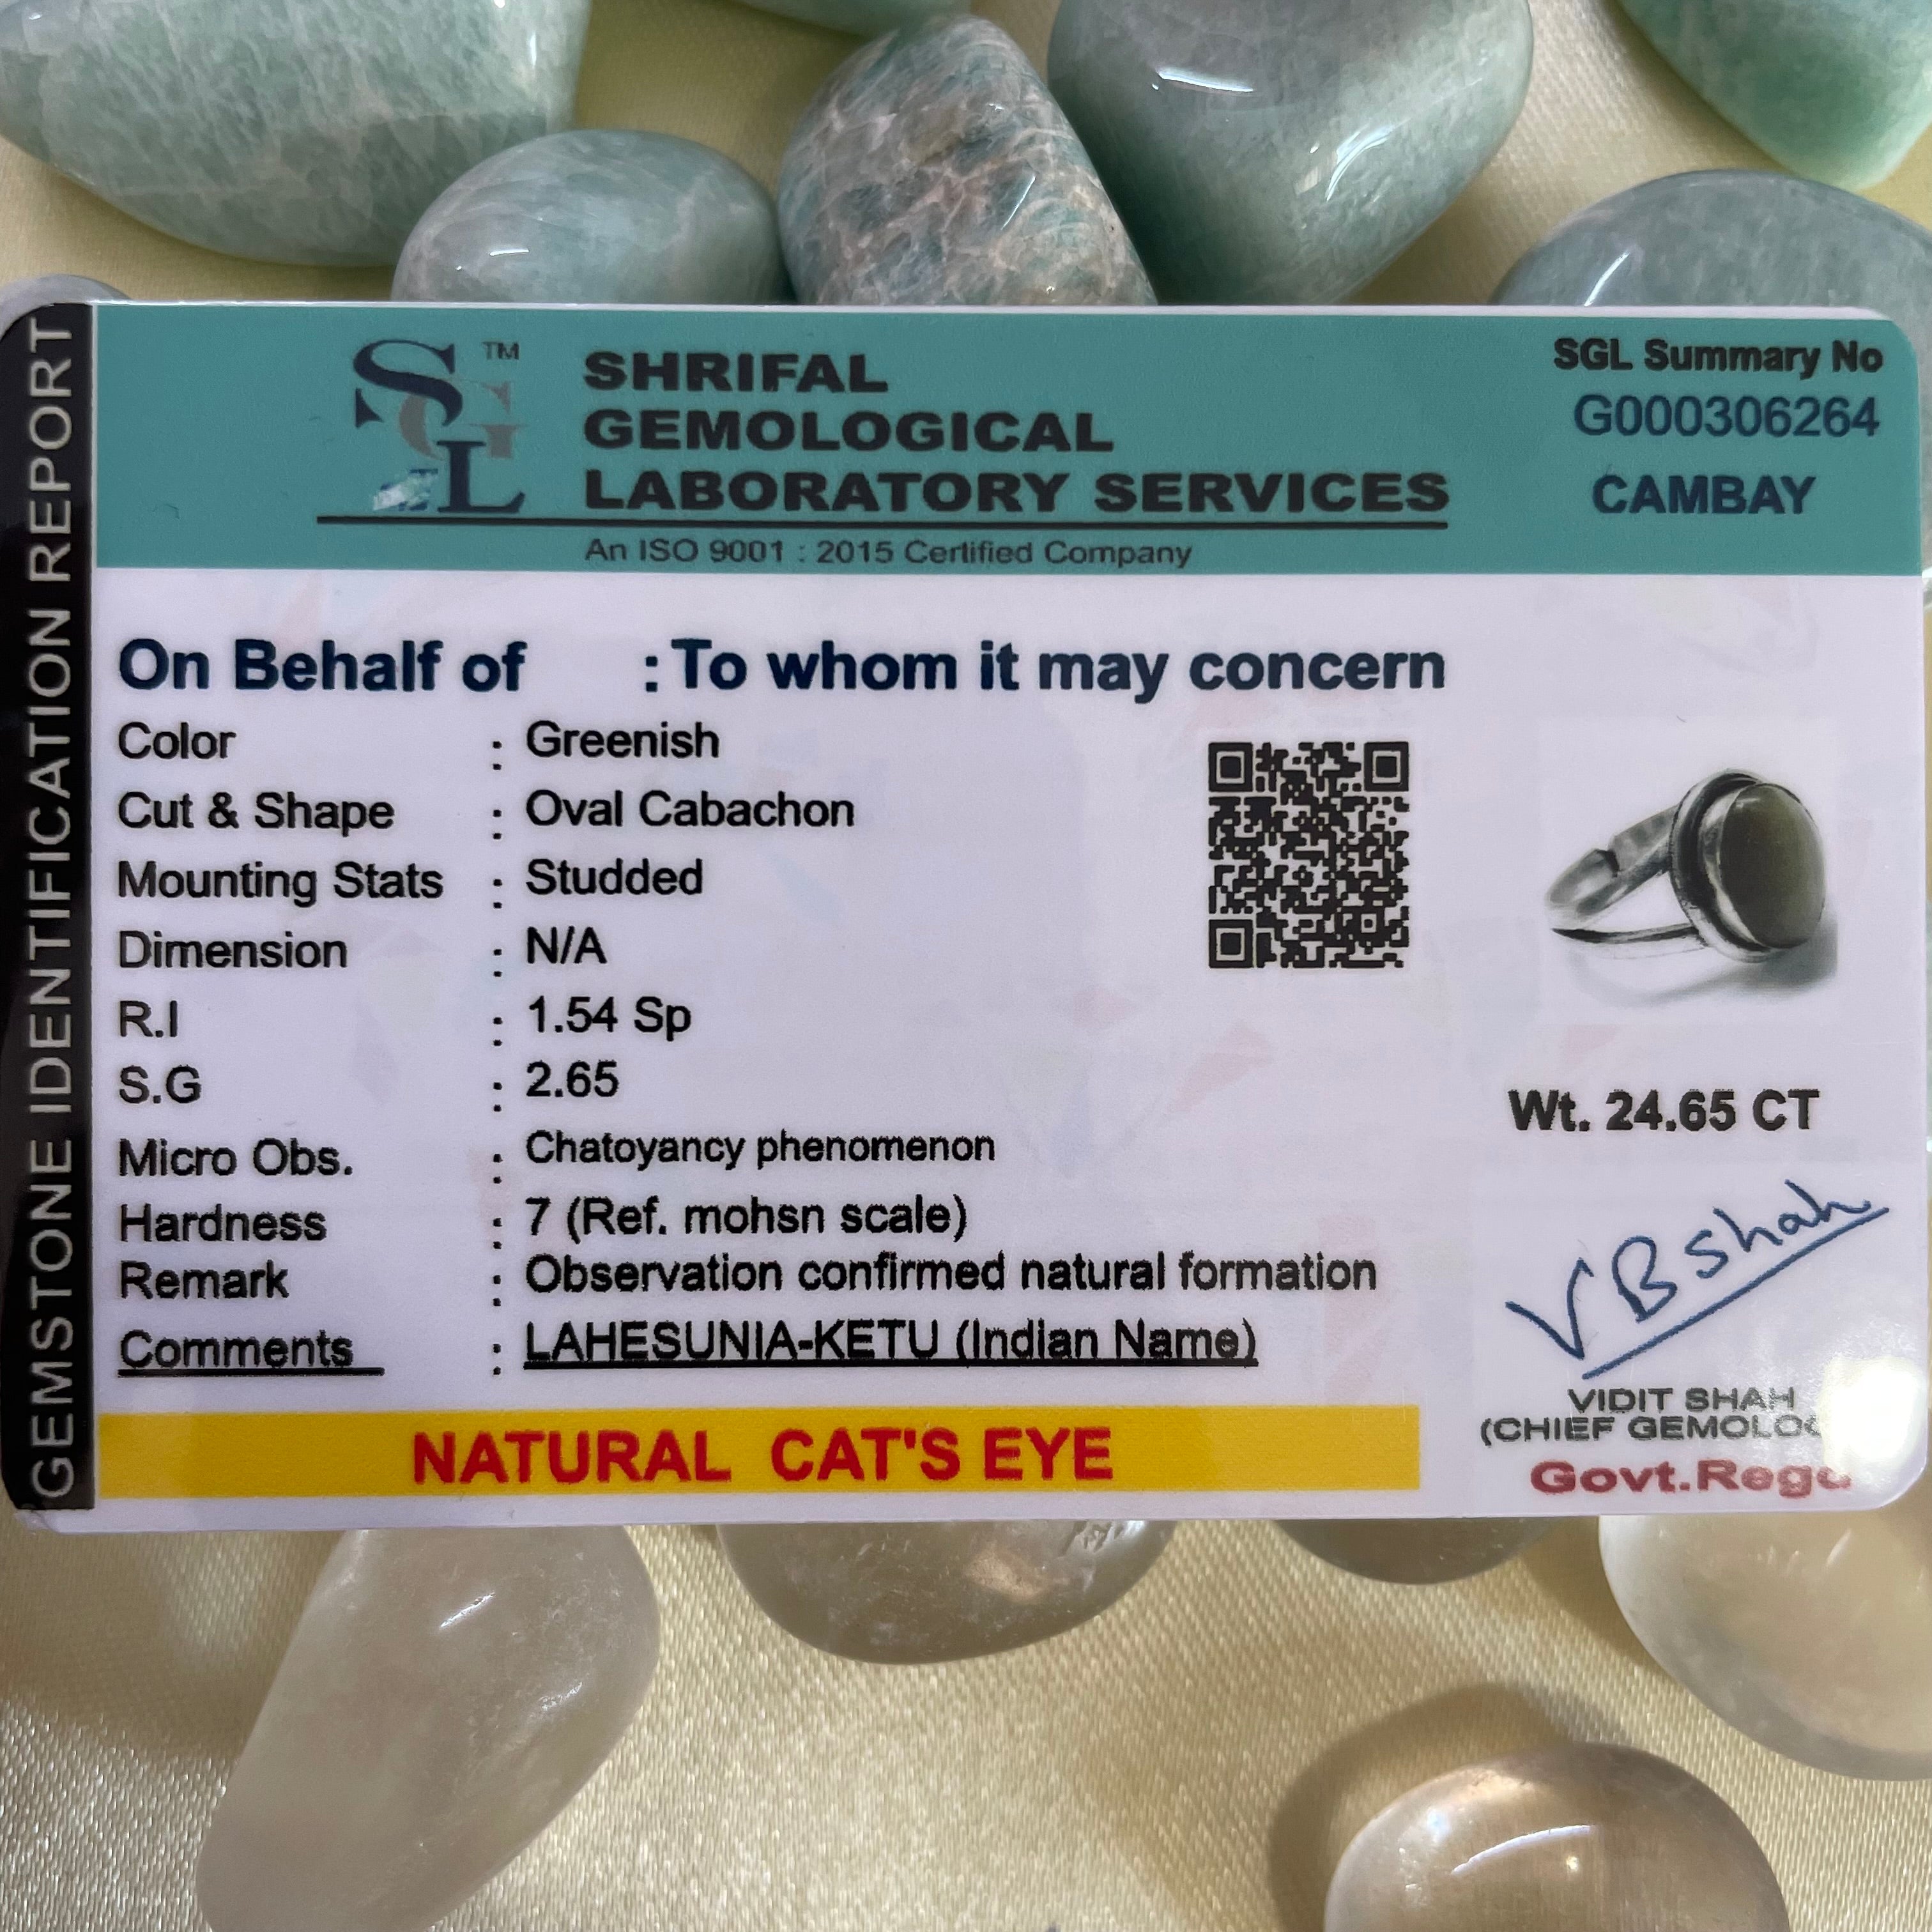 GEMSTONE IDENTIFICATION REPORT
SGL TM
SHRIFAL
GEMOLOGICAL
LABORATORY SERVICES
An ISO 9001 : 2015 Certified Company
SGL Summary No
G000306264
CAMBAY
On Behalf of : To whom it may concern
Color : Greenish
Cut & Shape : Oval Cabachon
Mounting Stats : Studded
Dimension : N/A
R.I : 1.54 Sp
S.G : 2.65
Micro Obs. : Chatoyancy phenomenon
Hardness : 7 (Ref. mohsn scale)
Remark : Observation confirmed natural formation
Comments : LAHESUNIA-KETU (Indian Name)
NATURAL CAT'S EYE
Wt. 24.65 CT
V B shah
VIDIT SHAH
(CHIEF
Govt.